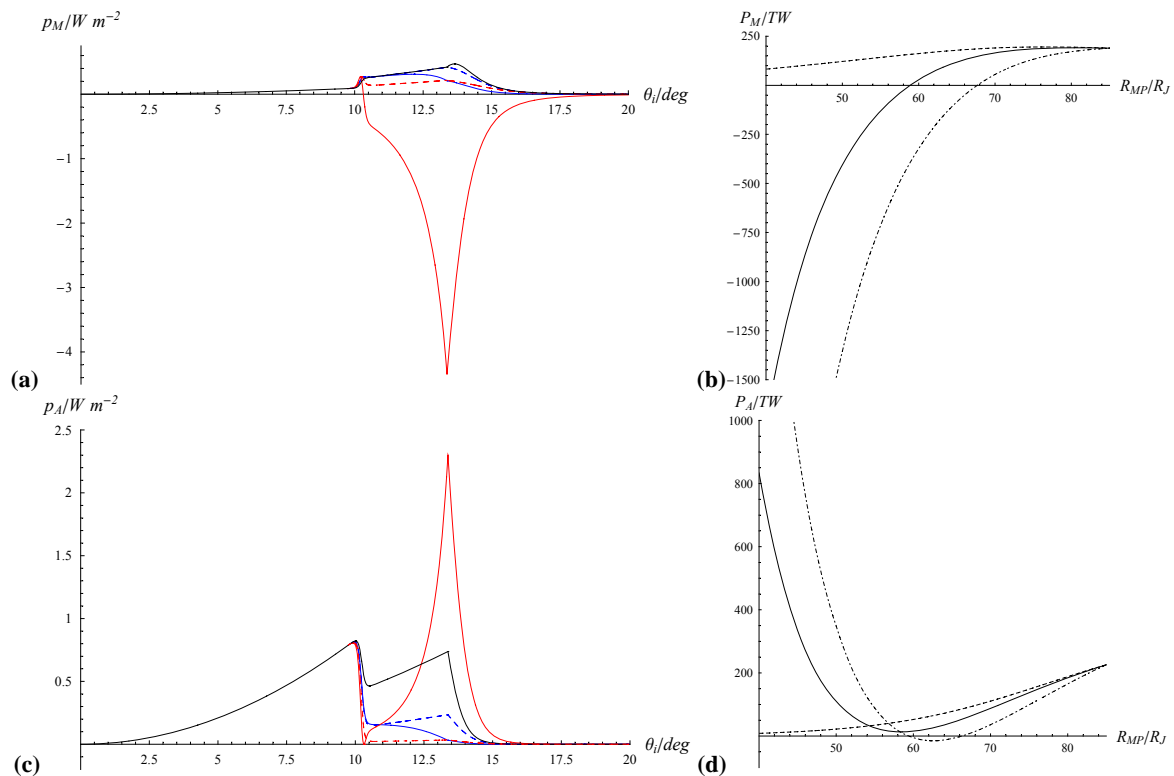 p_M/W m^−2
2.5 5 7.5 10 12.5 15 17.5 20
θ_i/deg
−1
−2
−3
−4
(a)
P_M/TW
250
50 60 70 80
R_MP/R_J
−250
−500
−750
−1000
−1250
−1500
(b)
p_A/W m^−2
2.5
2
1.5
1
0.5
2.5 5 7.5 10 12.5 15 17.5 20
θ_i/deg
(c)
P_A/TW
1000
800
600
400
200
50 60 70 80
R_MP/R_J
(d)